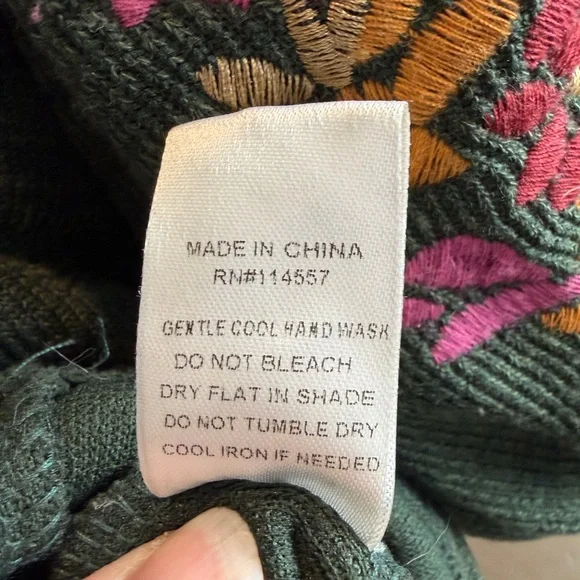 MADE IN CHINA
RN#114557
GENTLE COOL HAND WASH
DO NOT BLEACH
DRY FLAT IN SHADE
DO NOT TUMBLE DRY
COOL IRON IF NEEDED